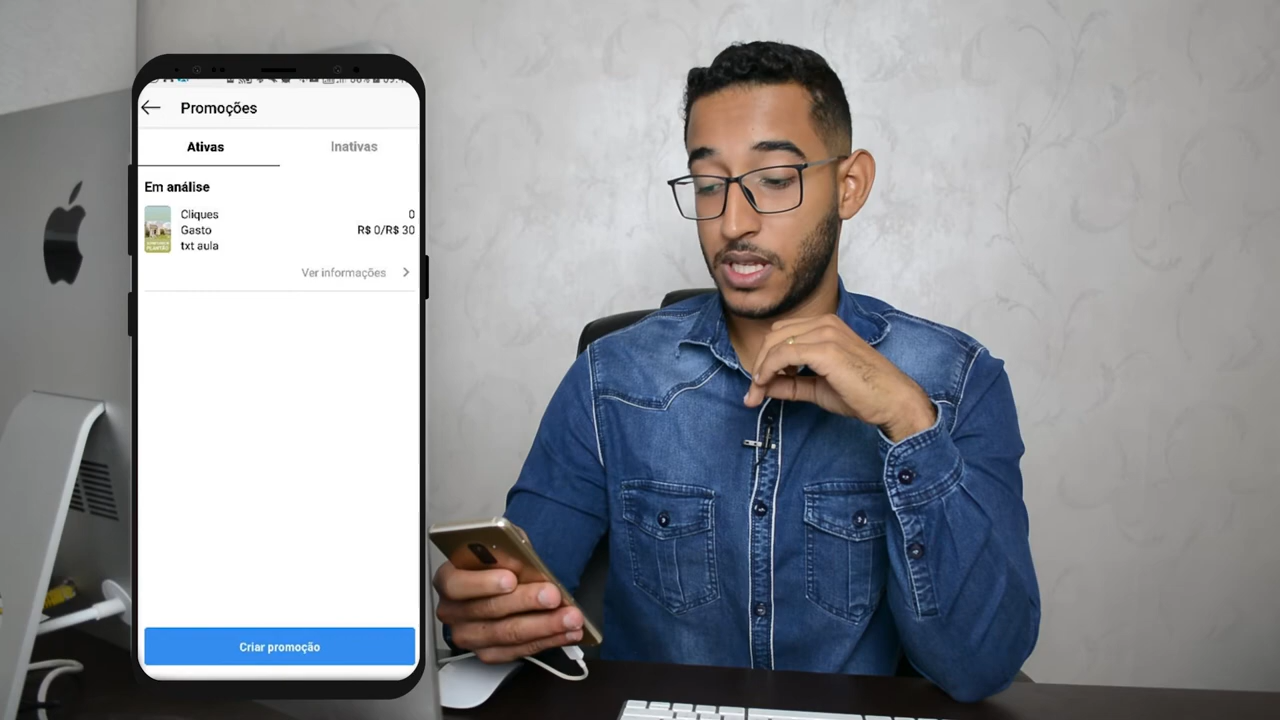 Promoções
Ativas
Inativas
Em análise
Cliques 0
Gasto R$ 0/R$ 30
txt aula
Ver informações
Criar promoção